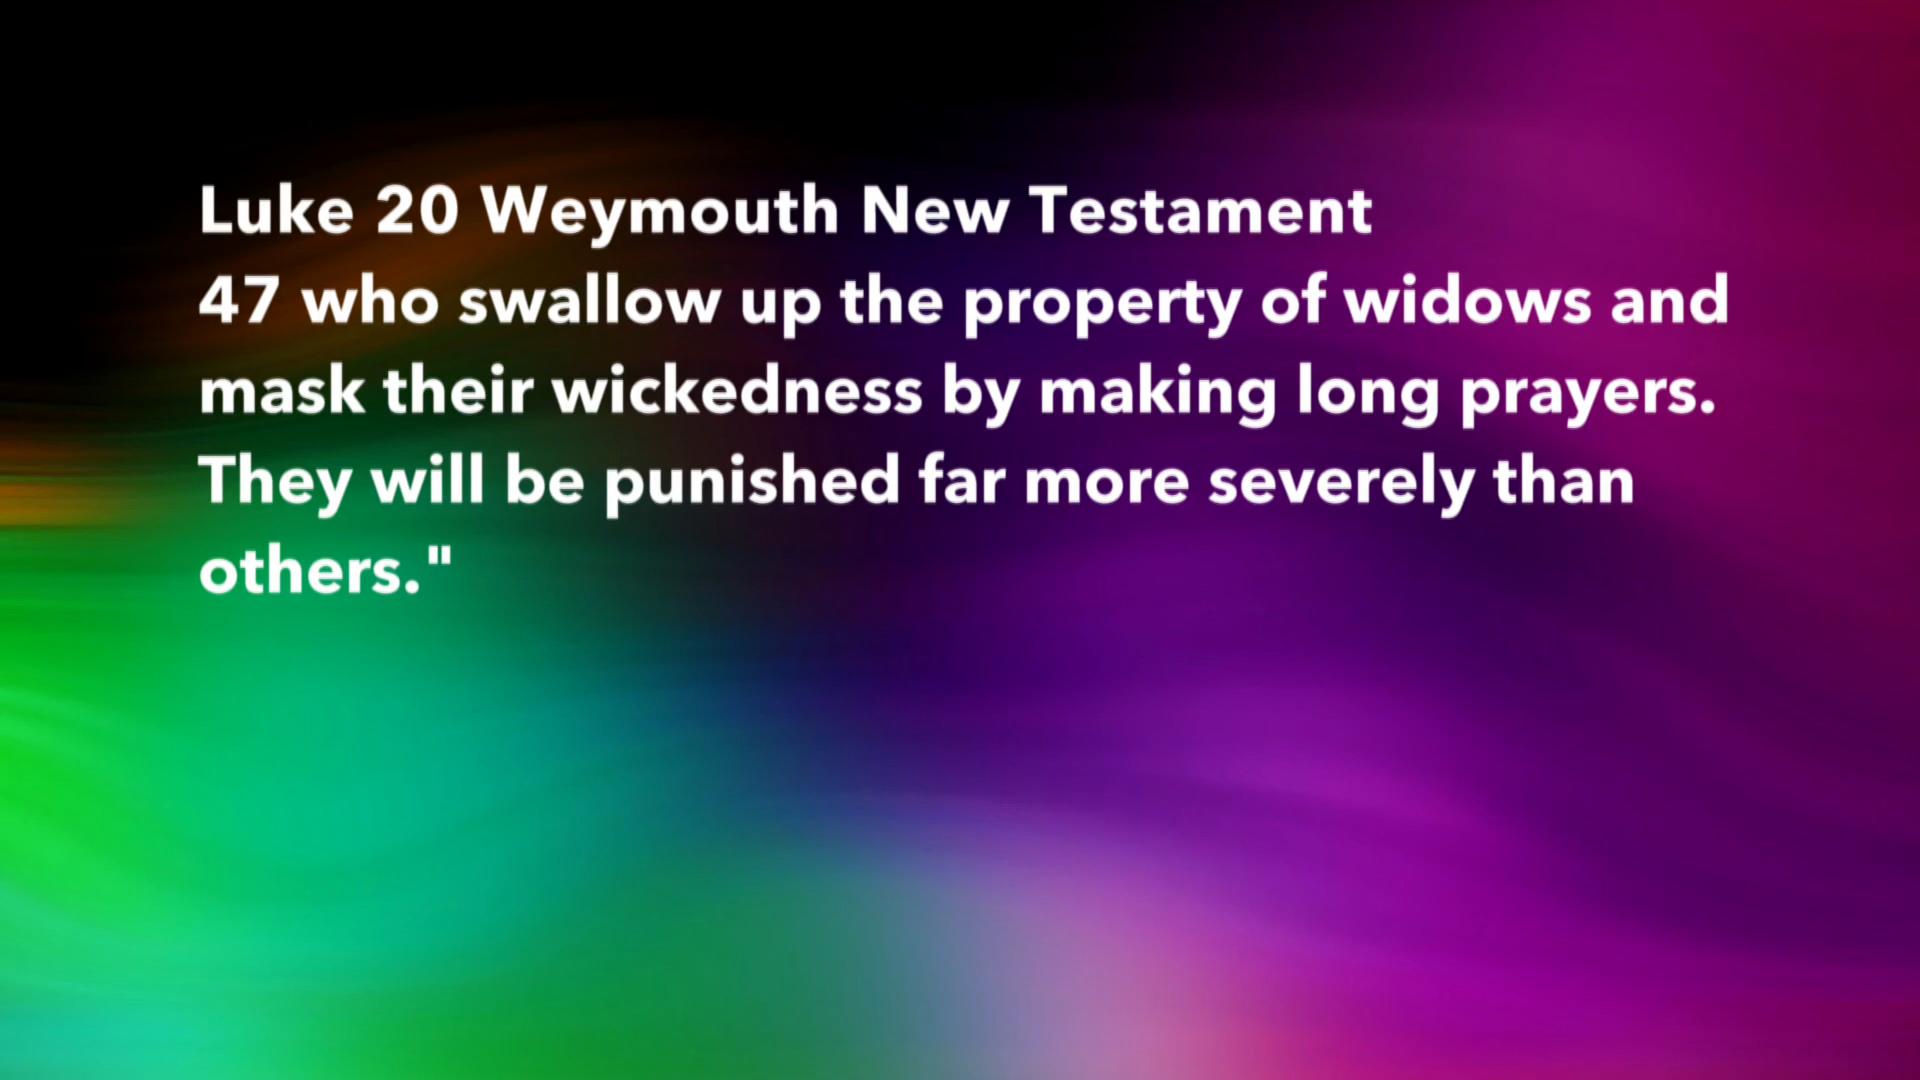 Luke 20 Weymouth New Testament
47 who swallow up the property of widows and
mask their wickedness by making long prayers.
They will be punished far more severely than
others."